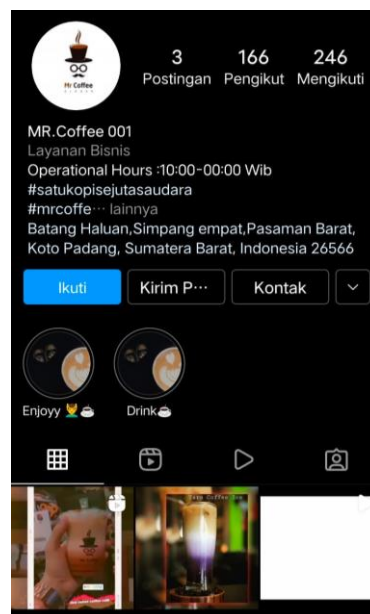 Mr Coffee
3 166 246
Postingan Pengikut Mengikuti
MR.Coffee 001
Layanan Bisnis
Operational Hours :10:00-00:00 Wib
#satukopisejutasaudara
#mrcoffe… lainnya
Batang Haluan,Simpang empat,Pasaman Barat,
Koto Padang, Sumatera Barat, Indonesia 26566
Ikuti Kirim P… Kontak
Enjoyy 💆‍♂️☕ Drink☕